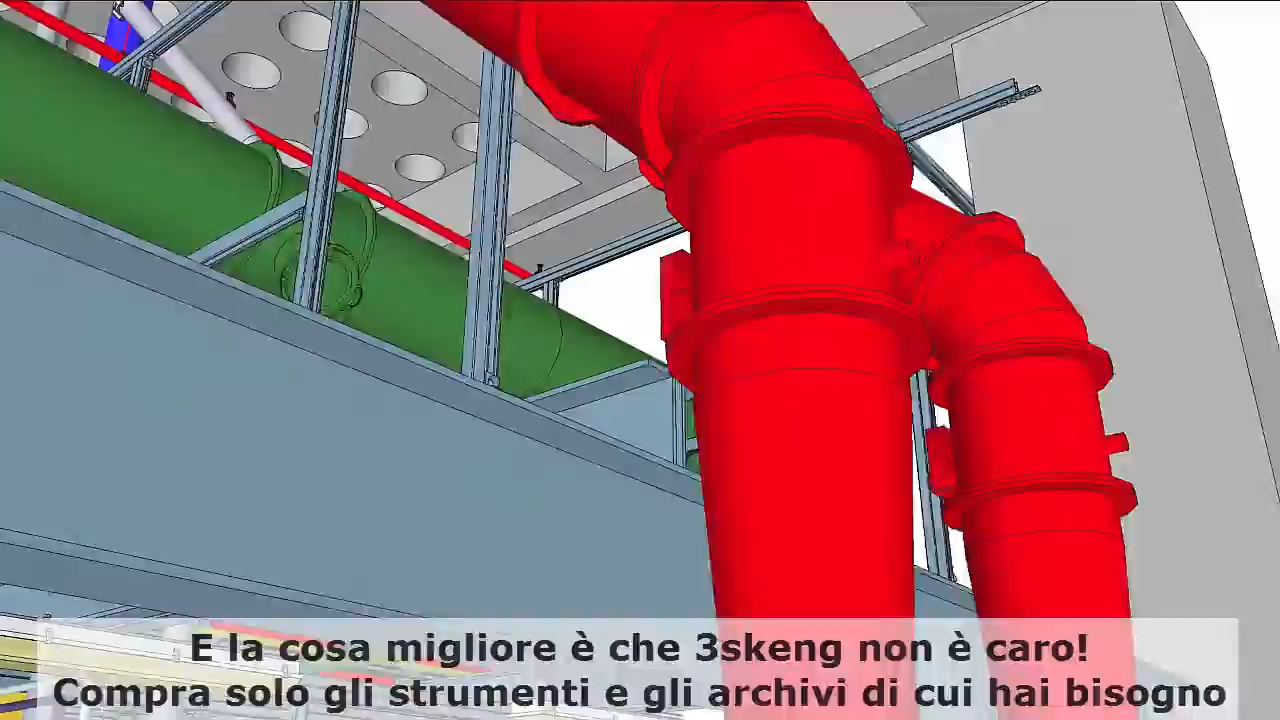 E la cosa migliore è che 3skeng non è caro!
Compra solo gli strumenti e gli archivi di cui hai bisogno